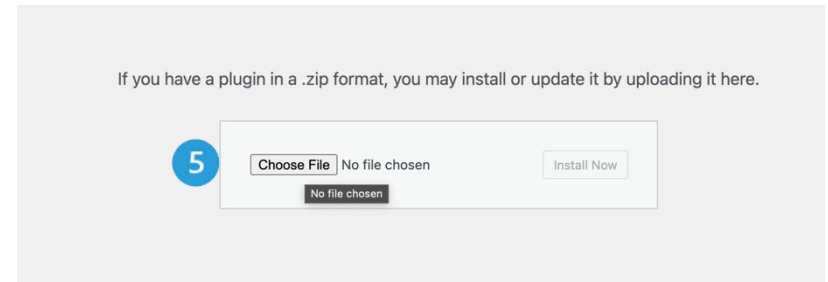 If you have a plugin in a .zip format, you may install or update it by uploading it here.
5
Choose File No file chosen
Install Now
No file chosen